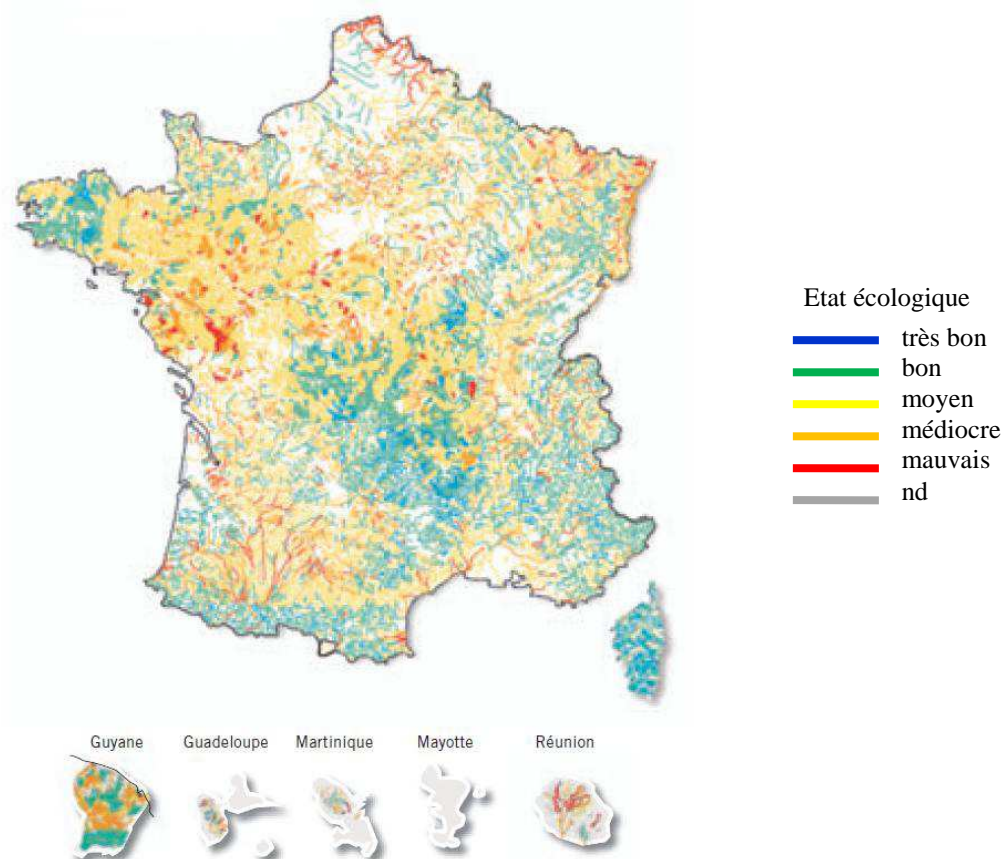 Etat écologique
très bon
bon
moyen
médiocre
mauvais
nd
Guyane Guadeloupe Martinique Mayotte Réunion